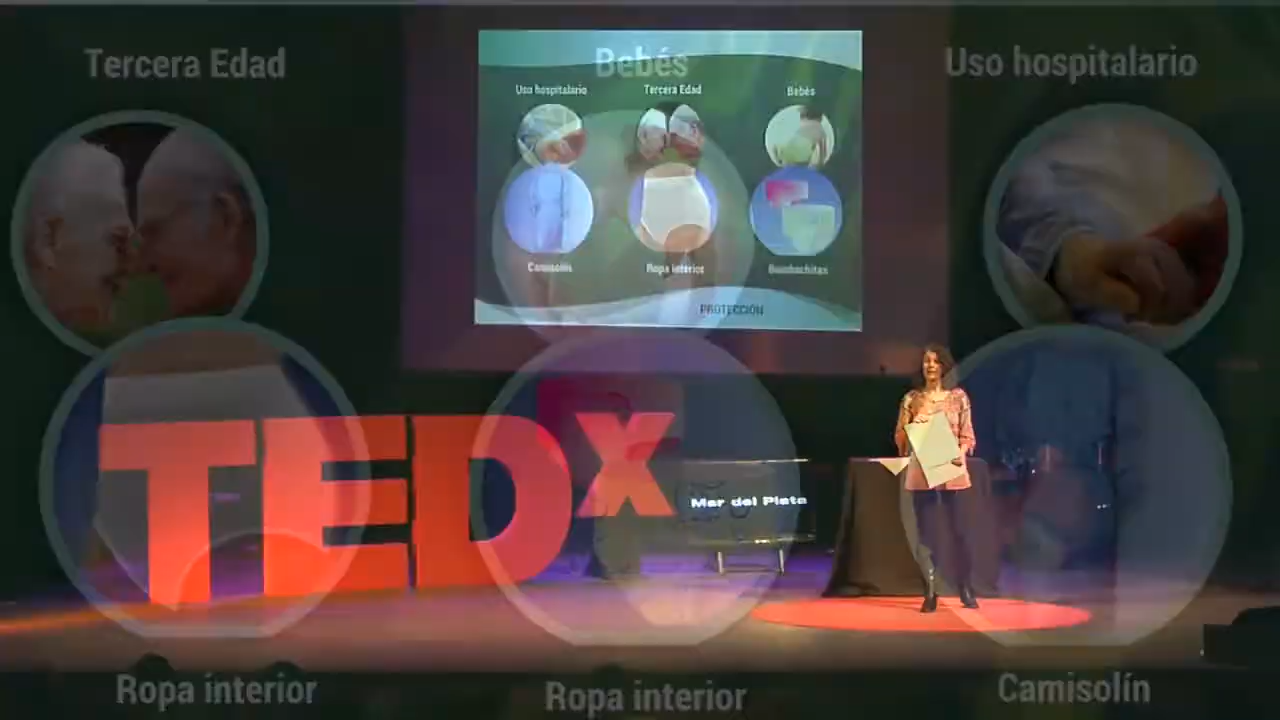 Tercera Edad
Bebés
Uso hospitalario
Uso hospitalario
Tercera Edad
Bebés
Camisolín
Ropa interior
Bombachitas
PROTECCIÓN
TEDx
Mar del Plata
Ropa interior
Ropa interior
Camisolín